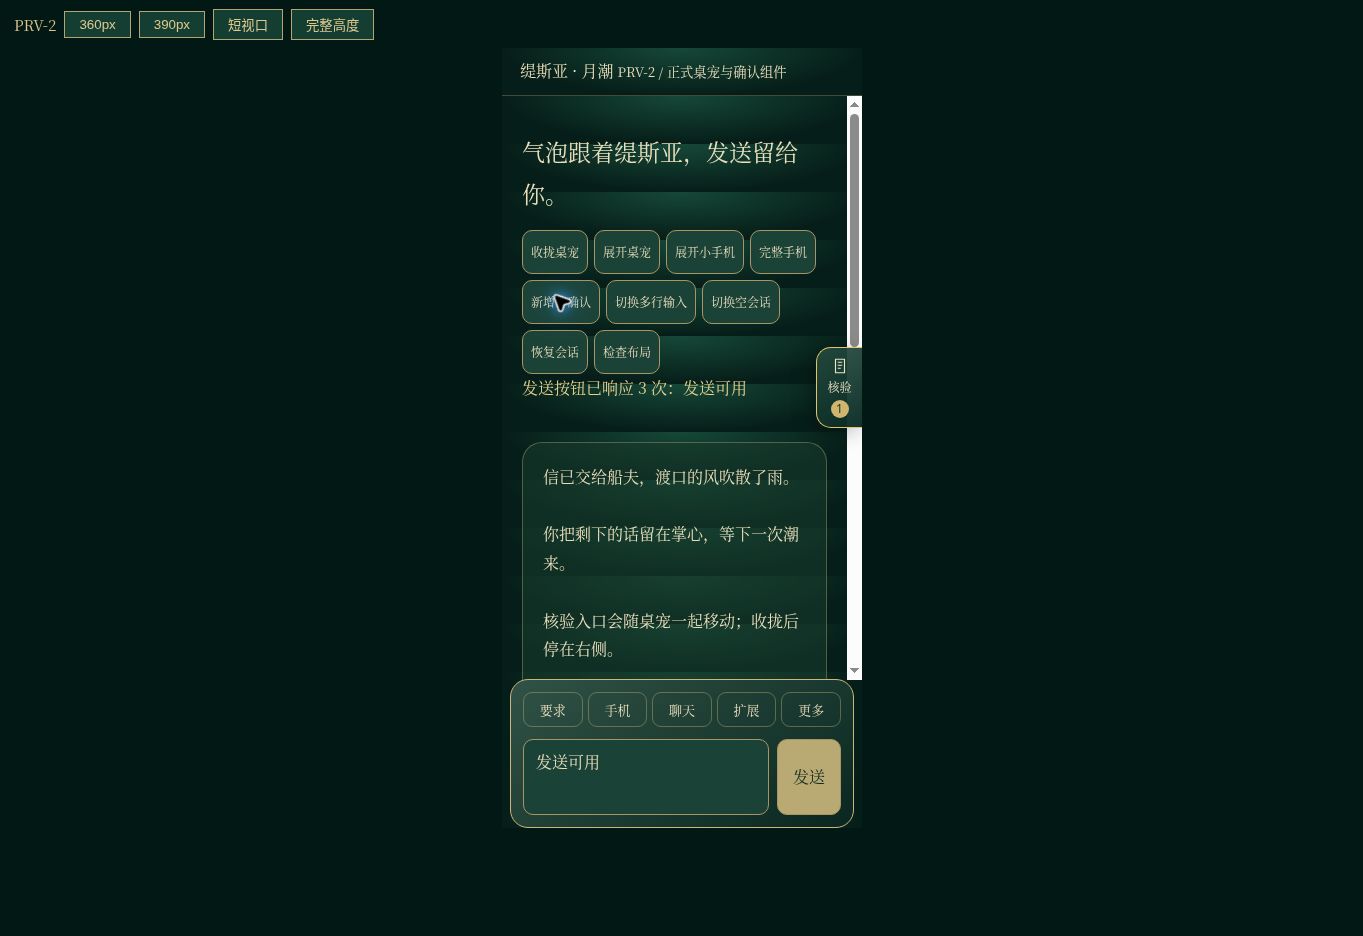 PRV-2 360px 390px 短视口 完整高度
缇斯亚 · 月潮 PRV-2 / 正式桌宠与确认组件
气泡跟着缇斯亚，发送留给
你。
收拢桌宠 展开桌宠 展开小手机 完整手机
新增 确认 切换多行输入 切换空会话
恢复会话 检查布局
发送按钮已响应 3 次：发送可用
核验
1
信已交给船夫，渡口的风吹散了雨。
你把剩下的话留在掌心，等下一次潮
来。
核验入口会随桌宠一起移动；收拢后
停在右侧。
要求 手机 聊天 扩展 更多
发送可用
发送